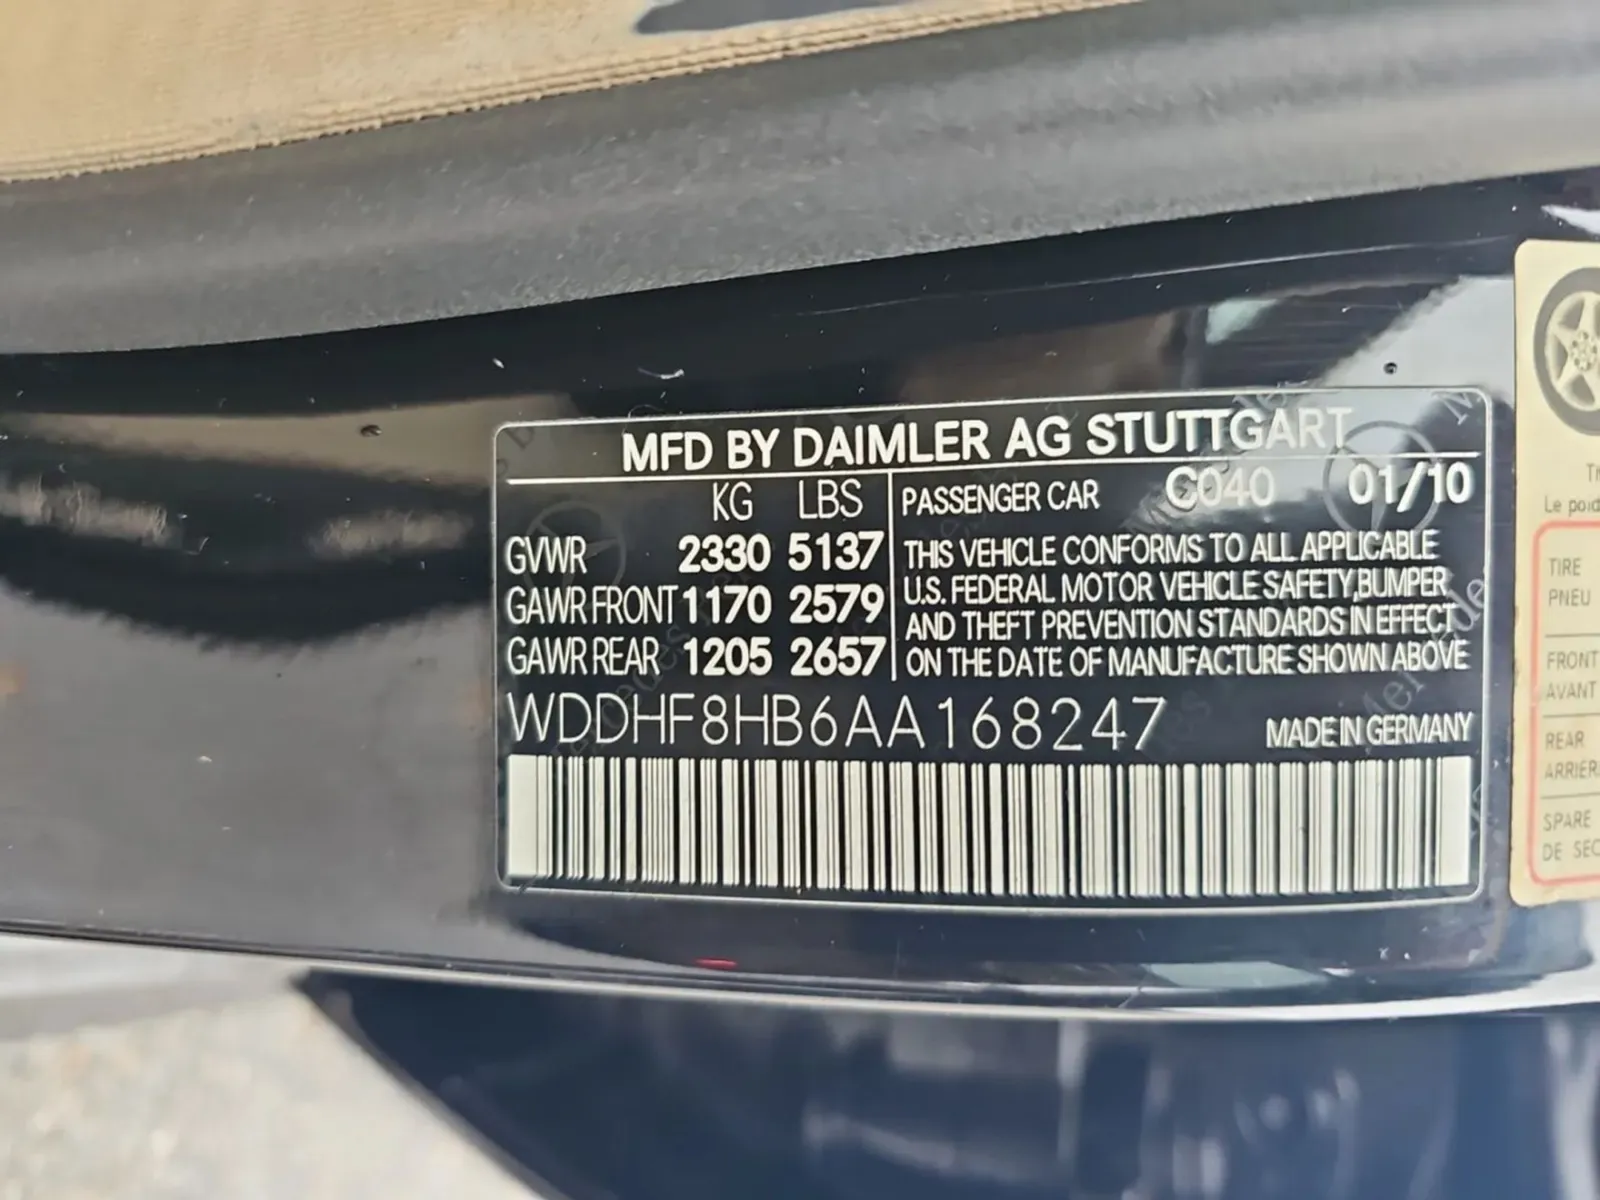 MFD BY DAIMLER AG STUTTGART
KG LBS
GVWR 2330 5137
GAWR FRONT 1170 2579
GAWR REAR 1205 2657
PASSENGER CAR C040 01/10
THIS VEHICLE CONFORMS TO ALL APPLICABLE
U.S. FEDERAL MOTOR VEHICLE SAFETY, BUMPER
AND THEFT PREVENTION STANDARDS IN EFFECT
ON THE DATE OF MANUFACTURE SHOWN ABOVE
WDDHF8HB6AA168247
MADE IN GERMANY
Le
TIRE
PNEU
FRONT
AVANT
REAR
SPARE
DE